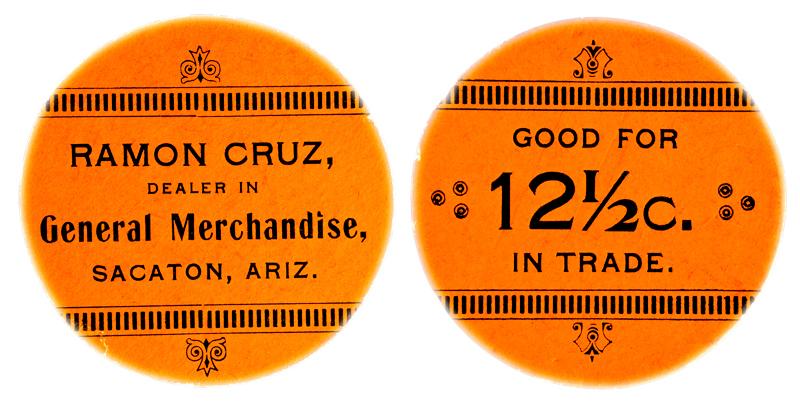 RAMON CRUZ,
DEALER IN
General Merchandise,
SACATON, ARIZ.
GOOD FOR
12½c.
IN TRADE.